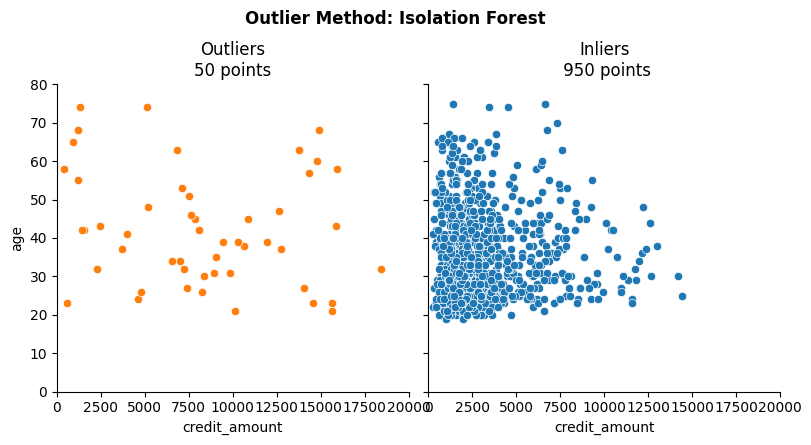 Outlier Method: Isolation Forest
Outliers
50 points
Inliers
950 points
age
80
70
60
50
40
30
20
10
0
0 2500 5000 7500 10000 12500 15000 17500 20000
0 2500 5000 7500 10000 12500 15000 17500 20000
credit_amount
credit_amount